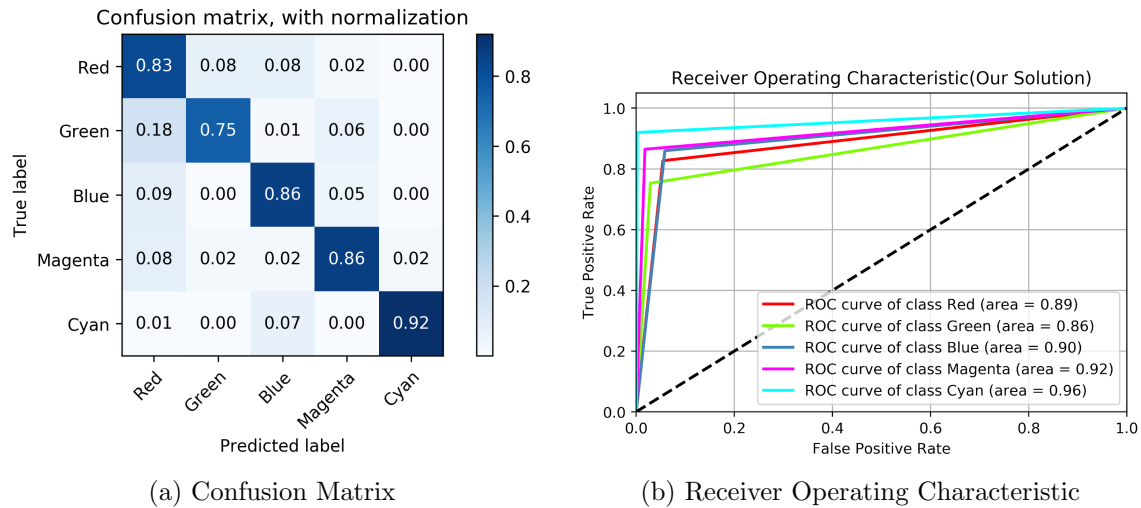 Confusion matrix, with normalization
True label
Red 0.83 0.08 0.08 0.02 0.00
Green 0.18 0.75 0.01 0.06 0.00
Blue 0.09 0.00 0.86 0.05 0.00
Magenta 0.08 0.02 0.02 0.86 0.02
Cyan 0.01 0.00 0.07 0.00 0.92
Red Green Blue Magenta Cyan
Predicted label
0.8
0.6
0.4
0.2
(a) Confusion Matrix
Receiver Operating Characteristic(Our Solution)
True Positive Rate
1.0
0.8
0.6
0.4
0.2
0.0
ROC curve of class Red (area = 0.89)
ROC curve of class Green (area = 0.86)
ROC curve of class Blue (area = 0.90)
ROC curve of class Magenta (area = 0.92)
ROC curve of class Cyan (area = 0.96)
0.0 0.2 0.4 0.6 0.8 1.0
False Positive Rate
(b) Receiver Operating Characteristic